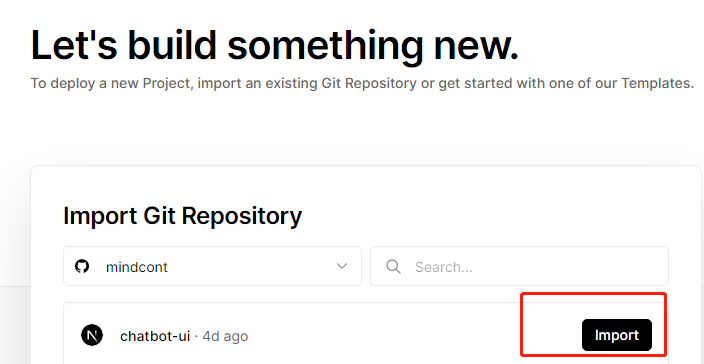 Let's build something new.
To deploy a new Project, import an existing Git Repository or get started with one of our Templates.
Import Git Repository
mindcont
Search...
chatbot-ui · 4d ago
Import